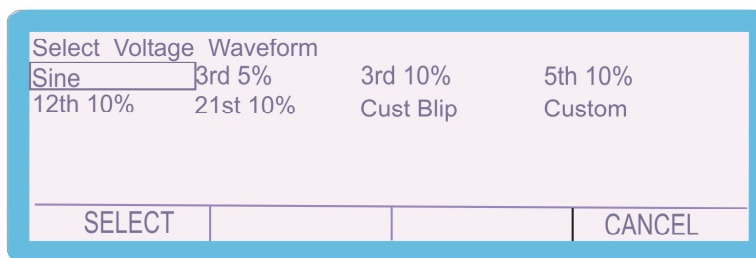 Select Voltage Waveform
Sine 3rd 5% 3rd 10% 5th 10%
12th 10% 21st 10% Cust Blip Custom
SELECT CANCEL